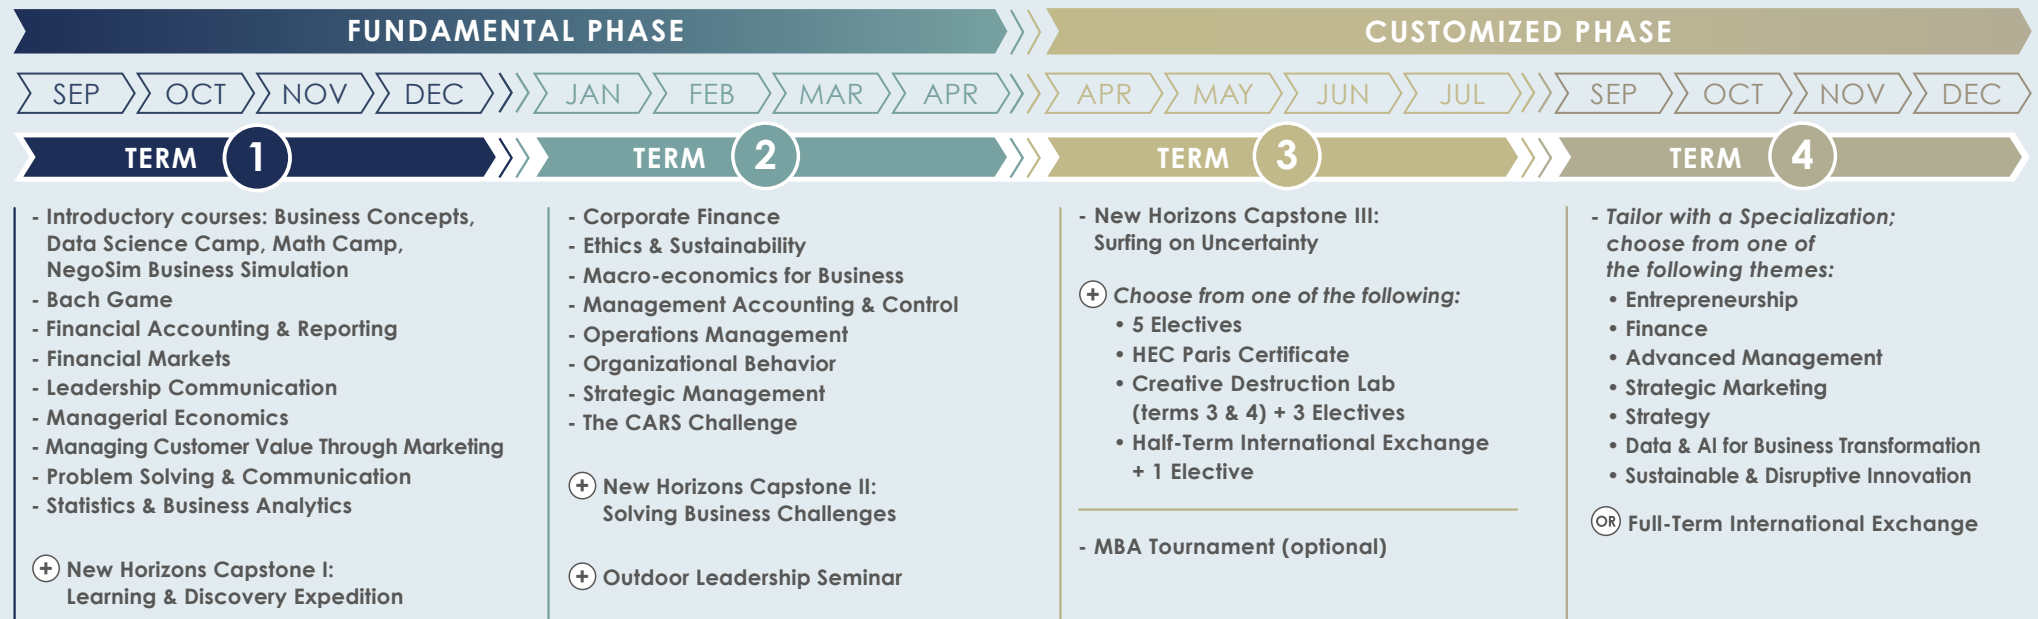 FUNDAMENTAL PHASE
CUSTOMIZED PHASE
SEP OCT NOV DEC JAN FEB MAR APR APR MAY JUN JUL SEP OCT NOV DEC
TERM 1
TERM 2
TERM 3
TERM 4
- Introductory courses: Business Concepts,
Data Science Camp, Math Camp,
NegoSim Business Simulation
- Bach Game
- Financial Accounting & Reporting
- Financial Markets
- Leadership Communication
- Managerial Economics
- Managing Customer Value Through Marketing
- Problem Solving & Communication
- Statistics & Business Analytics
+ New Horizons Capstone I:
Learning & Discovery Expedition
- Corporate Finance
- Ethics & Sustainability
- Macro-economics for Business
- Management Accounting & Control
- Operations Management
- Organizational Behavior
- Strategic Management
- The CARS Challenge
+ New Horizons Capstone II:
Solving Business Challenges
+ Outdoor Leadership Seminar
- New Horizons Capstone III:
Surfing on Uncertainty
+ Choose from one of the following:
• 5 Electives
• HEC Paris Certificate
• Creative Destruction Lab
(terms 3 & 4) + 3 Electives
• Half-Term International Exchange
+ 1 Elective
- MBA Tournament (optional)
- Tailor with a Specialization;
choose from one of
the following themes:
• Entrepreneurship
• Finance
• Advanced Management
• Strategic Marketing
• Strategy
• Data & AI for Business Transformation
• Sustainable & Disruptive Innovation
OR Full-Term International Exchange